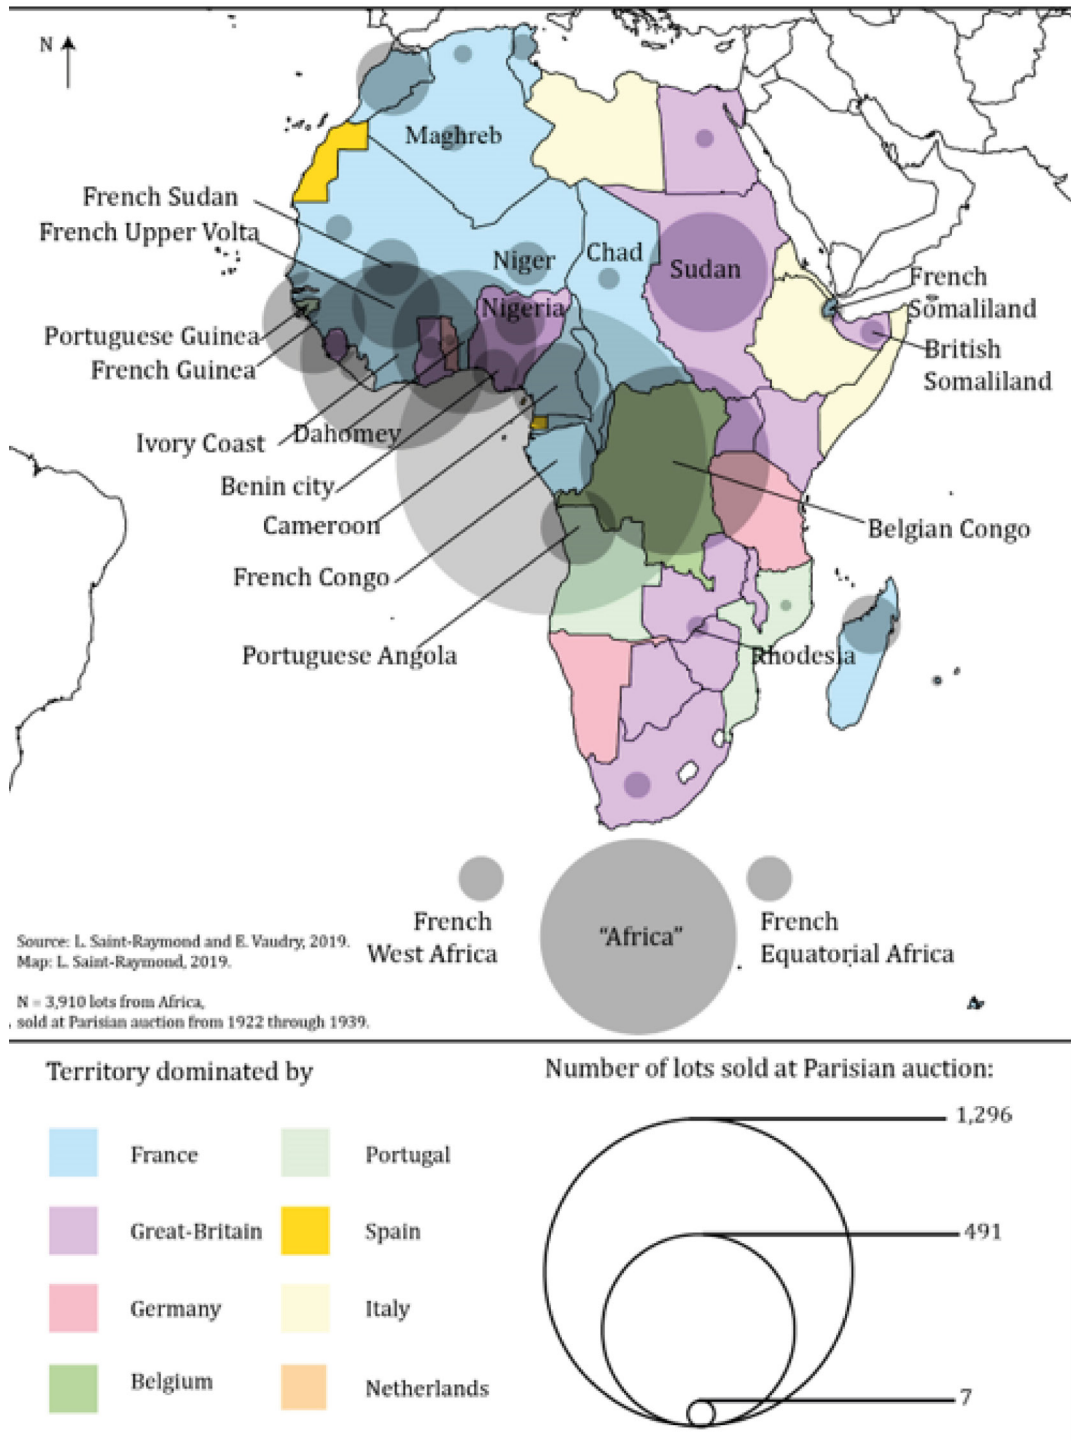 N
Maghreb
French Sudan
French Upper Volta
Niger
Chad
Sudan
Nigeria
French
Somaliland
Portuguese Guinea
French Guinea
British
Somaliland
Ivory Coast
Dahomey
Benin city
Cameroon
Belgian Congo
French Congo
Portuguese Angola
Rhodesia
French
West Africa
"Africa"
French
Equatorial Africa
Source: L. Saint-Raymond and E. Vaudry, 2019.
Map: L. Saint-Raymond, 2019.
N = 3,910 lots from Africa,
sold at Parisian auction from 1922 through 1939.
Territory dominated by
France
Portugal
Great-Britain
Spain
Germany
Italy
Belgium
Netherlands
Number of lots sold at Parisian auction:
1,296
491
7